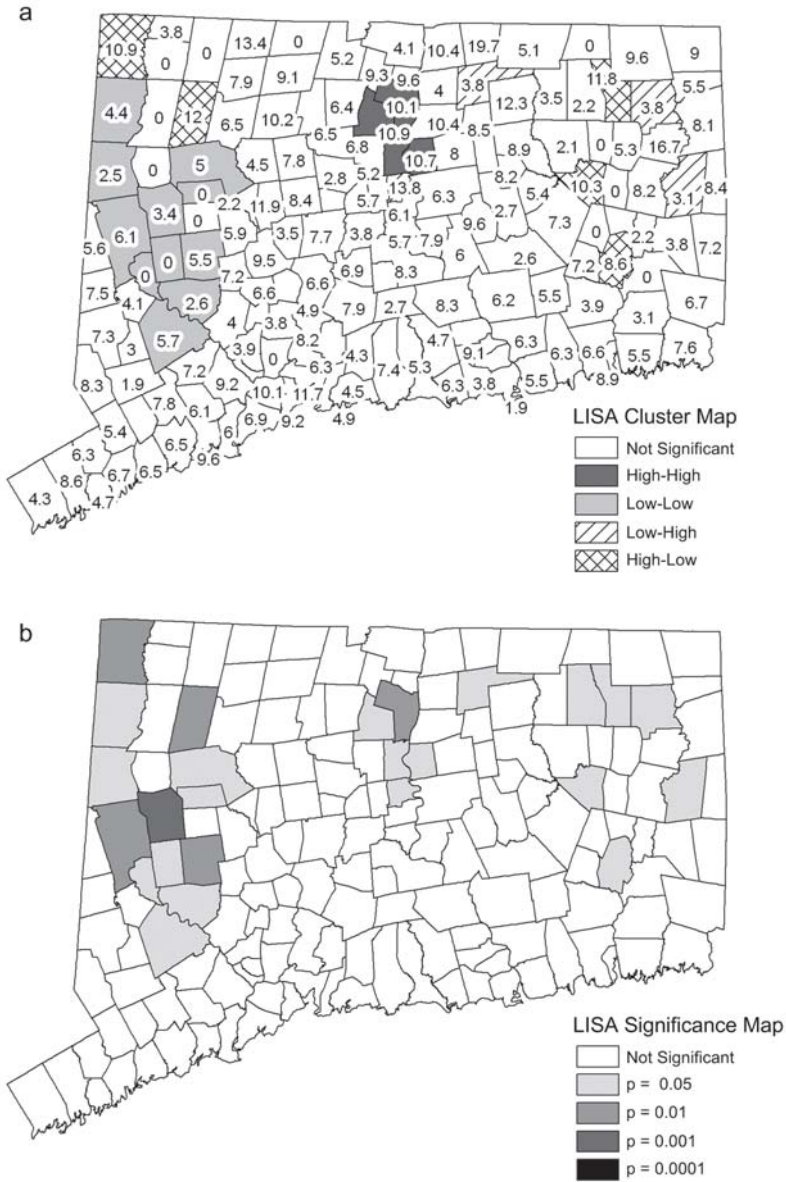 a
3.8
10.9 0 0 13.4 0 5.2 4.1 10.4 19.7 5.1 0 9.6 9
7.9 9.1 9.3 9.6 4 3.8 11.8 5.5
4.4 0 12 6.5 10.2 6.4 10.1 12.3 3.5 2.2 3.8 8.1
6.5 10.9 10.4 8.5
2.5 0 5 4.5 7.8 6.8 10.7 8 8.9 2.1 0 5.3 16.7
0 2.8 5.2 8.2
3.4 0 2.2 11.9 8.4 5.7 13.8 6.3 5.4 10.3 0 8.2 3.1 8.4
6.1 6.1 2.7
5.6 5.9 3.5 7.7 3.8 5.7 7.9 9.6 7.3 0 2.2 3.8 7.2
0 0 5.5 9.5 6 2.6 8.6
7.2 6.9 8.3 7.2 0
7.5 2.6 6.6 6.6
4.1 4.9 7.9 2.7 8.3 6.2 5.5 3.9 6.7
4 3.8 3.1
7.3 3 5.7 3.9 8.2 4.7 6.3
0 4.3 9.1 6.3 6.6 5.5 7.6
7.2 6.3 7.4 5.3
8.3 1.9 9.2 10.1 11.7 4.5 6.3 3.8 5.5 8.9
7.8 6.1 1.9
6.9 9.2 4.9
5.4 6
6.3 6.5 9.6
4.3 8.6 6.7 6.5
4.7
LISA Cluster Map
Not Significant
High-High
Low-Low
Low-High
High-Low
b
LISA Significance Map
Not Significant
p = 0.05
p = 0.01
p = 0.001
p = 0.0001